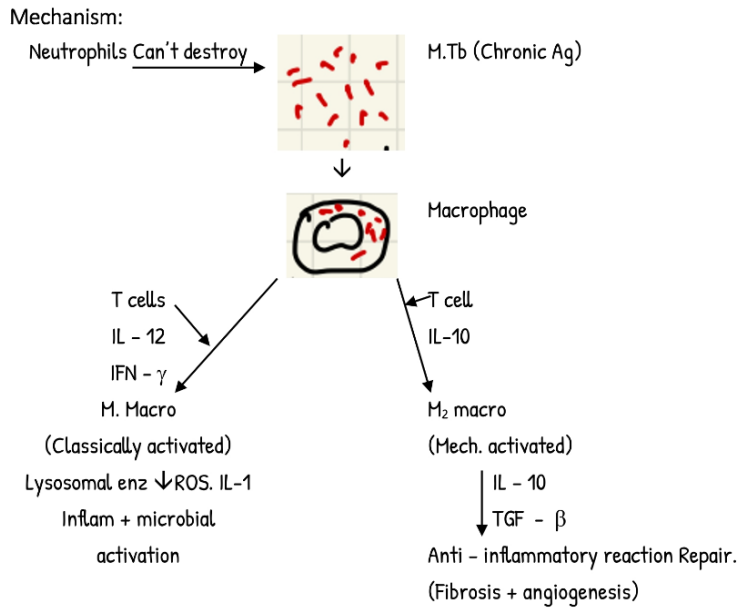 Mechanism:
Neutrophils Can't destroy
M.Tb (Chronic Ag)
Macrophage
T cells
IL – 12
IFN – γ
M. Macro
(Classically activated)
Lysosomal enz ↓ROS. IL-1
Inflam + microbial
activation
T cell
IL-10
M₂ macro
(Mech. activated)
IL – 10
TGF – β
Anti – inflammatory reaction Repair.
(Fibrosis + angiogenesis)